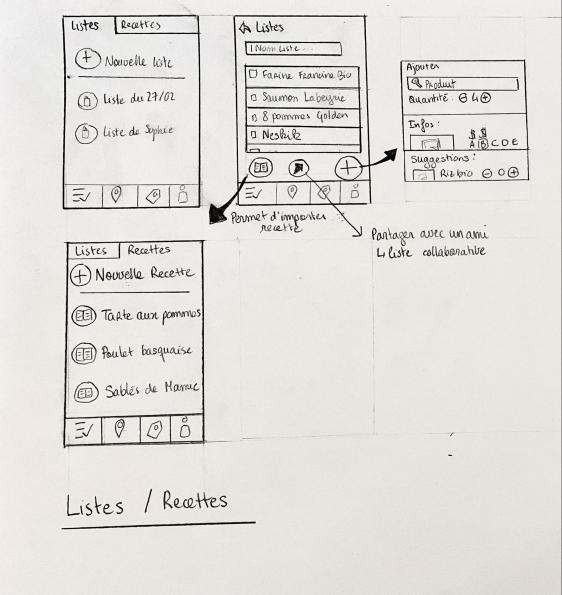 Listes Recettes
Nouvelle liste
Liste du 27/02
Liste de Sophie
Listes
Nom liste...
Farine Francine Bio
Saumon Labeyrie
8 pommes Golden
Ajouter
Produit
Quantité : - 4 +
Infos :
$ $
A B C D E
Suggestions :
Riz bio - 0 +
Permet d'importer
recette
Partager avec un ami
↳ liste collaborative
Listes Recettes
Nouvelle Recette
Tarte aux pommes
Poulet basquaise
Sablés de Mamie
Listes / Recettes